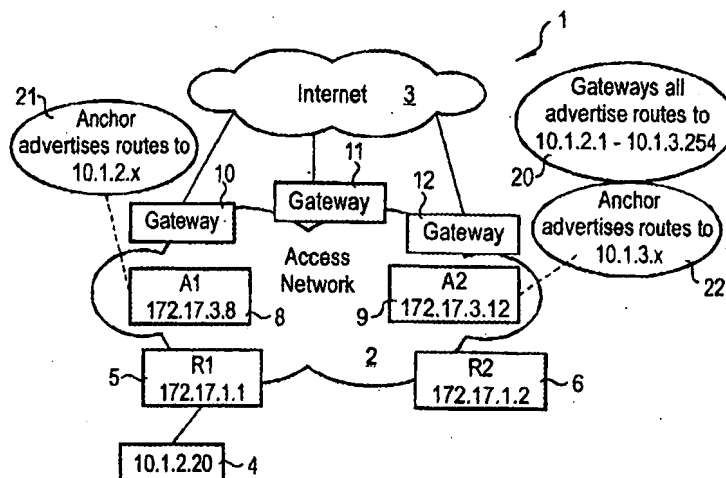 1
21
Anchor
advertises routes to
10.1.2.x
Internet 3
Gateways all
advertise routes to
10.1.2.1 - 10.1.3.254
20
10
Gateway
11
Gateway
12
Gateway
Anchor
advertises routes to
10.1.3.x
22
Access
Network
A1
172.17.3.8
8
9
A2
172.17.3.12
5
R1
172.17.1.1
2
R2
172.17.1.2
6
10.1.2.20
4